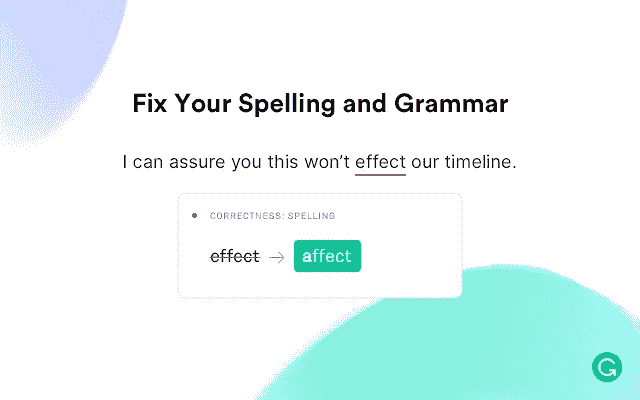 Fix Your Spelling and Grammar
I can assure you this won’t effect our timeline.
CORRECTNESS: SPELLING
effect → affect